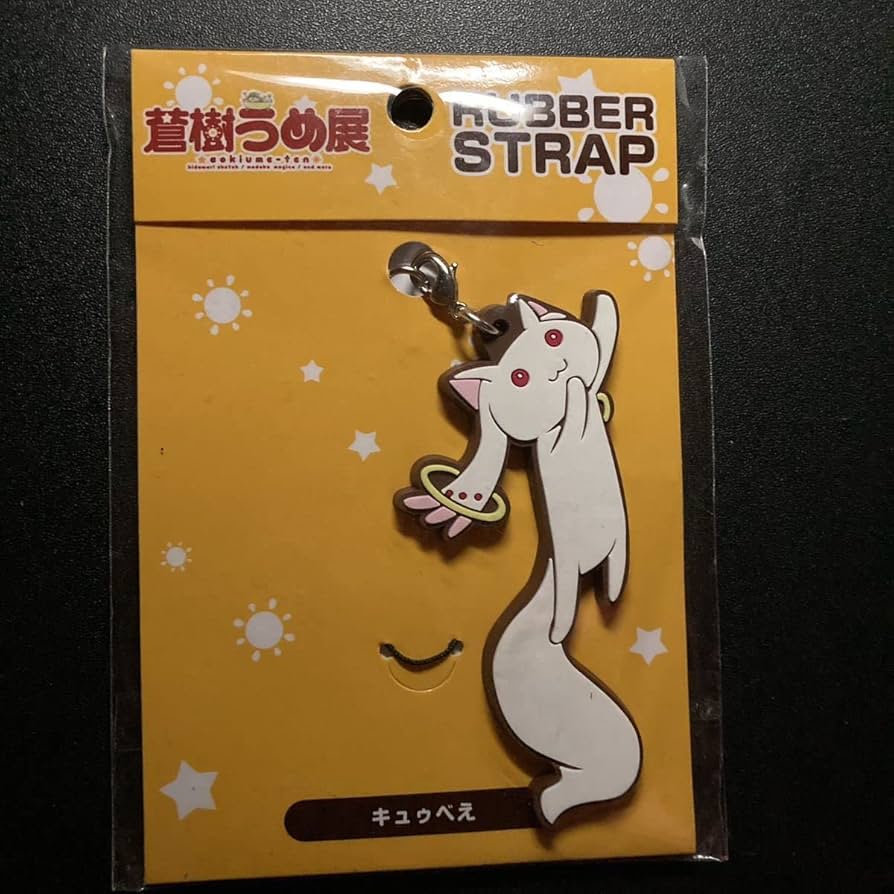 蒼樹うめ展
aokiume-ten
hidamari sketch / madoka magica / and more
RUBBER
STRAP
キュゥべえ